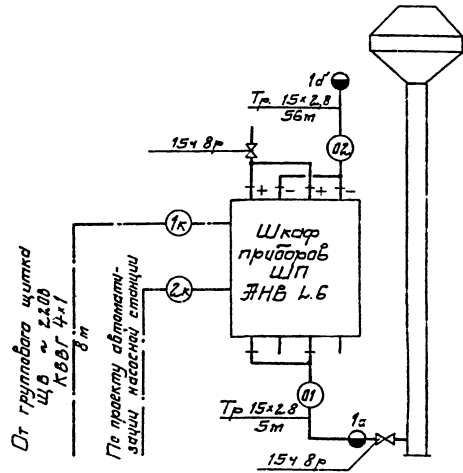 1б
Тр. 15×2,8
56м
15ч 8р
02
+ - + -
1к
Шкаф
приборов
ШП
АНВ L.6
2к
От группового щитка
ЩВ ~ 220В
КВВГ 4×1
8м
По проекту автомати-
зации насосной станции
01
Тр 15×2,8
5м
1а
15ч 8р